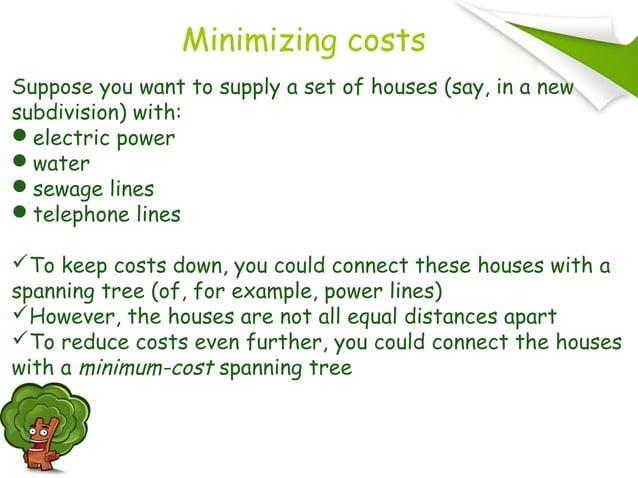 Minimizing costs
Suppose you want to supply a set of houses (say, in a new
subdivision) with:
● electric power
● water
● sewage lines
● telephone lines
✓To keep costs down, you could connect these houses with a
spanning tree (of, for example, power lines)
✓However, the houses are not all equal distances apart
✓To reduce costs even further, you could connect the houses
with a minimum-cost spanning tree